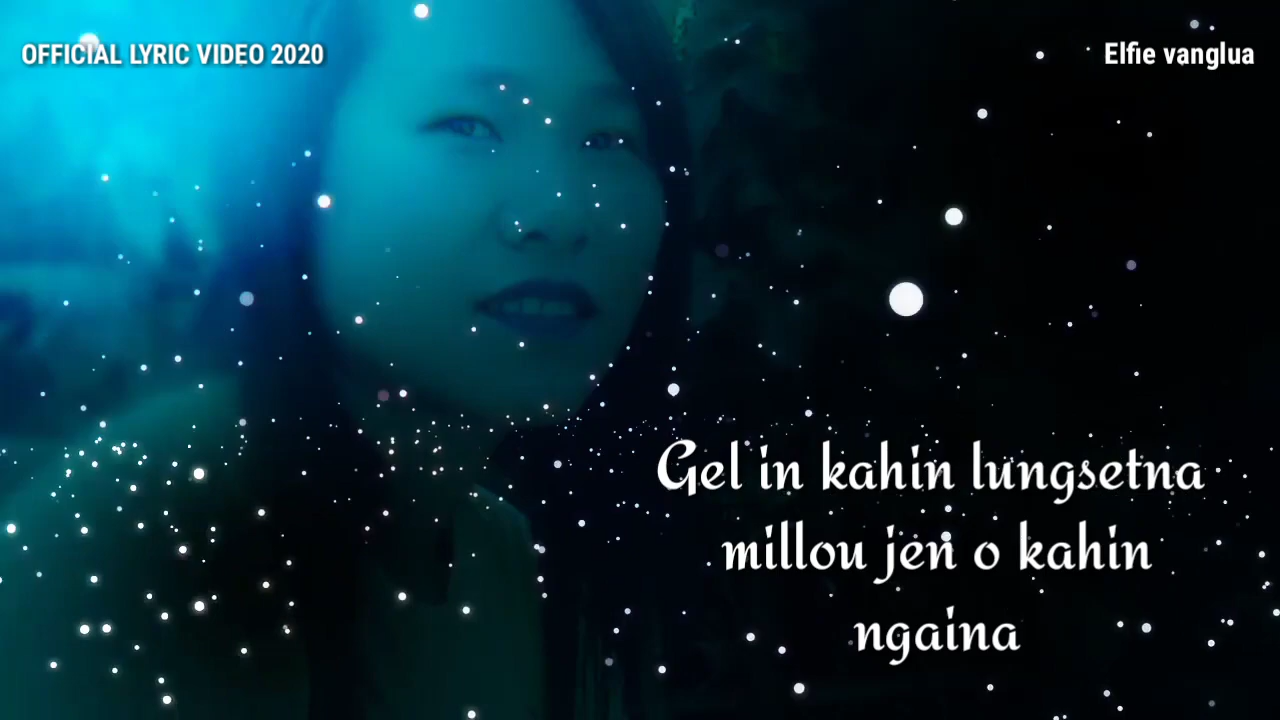 OFFICIAL LYRIC VIDEO 2020
Elfie vanglua
Gel in kahin lungsetna
millou jen o kahin
ngaina